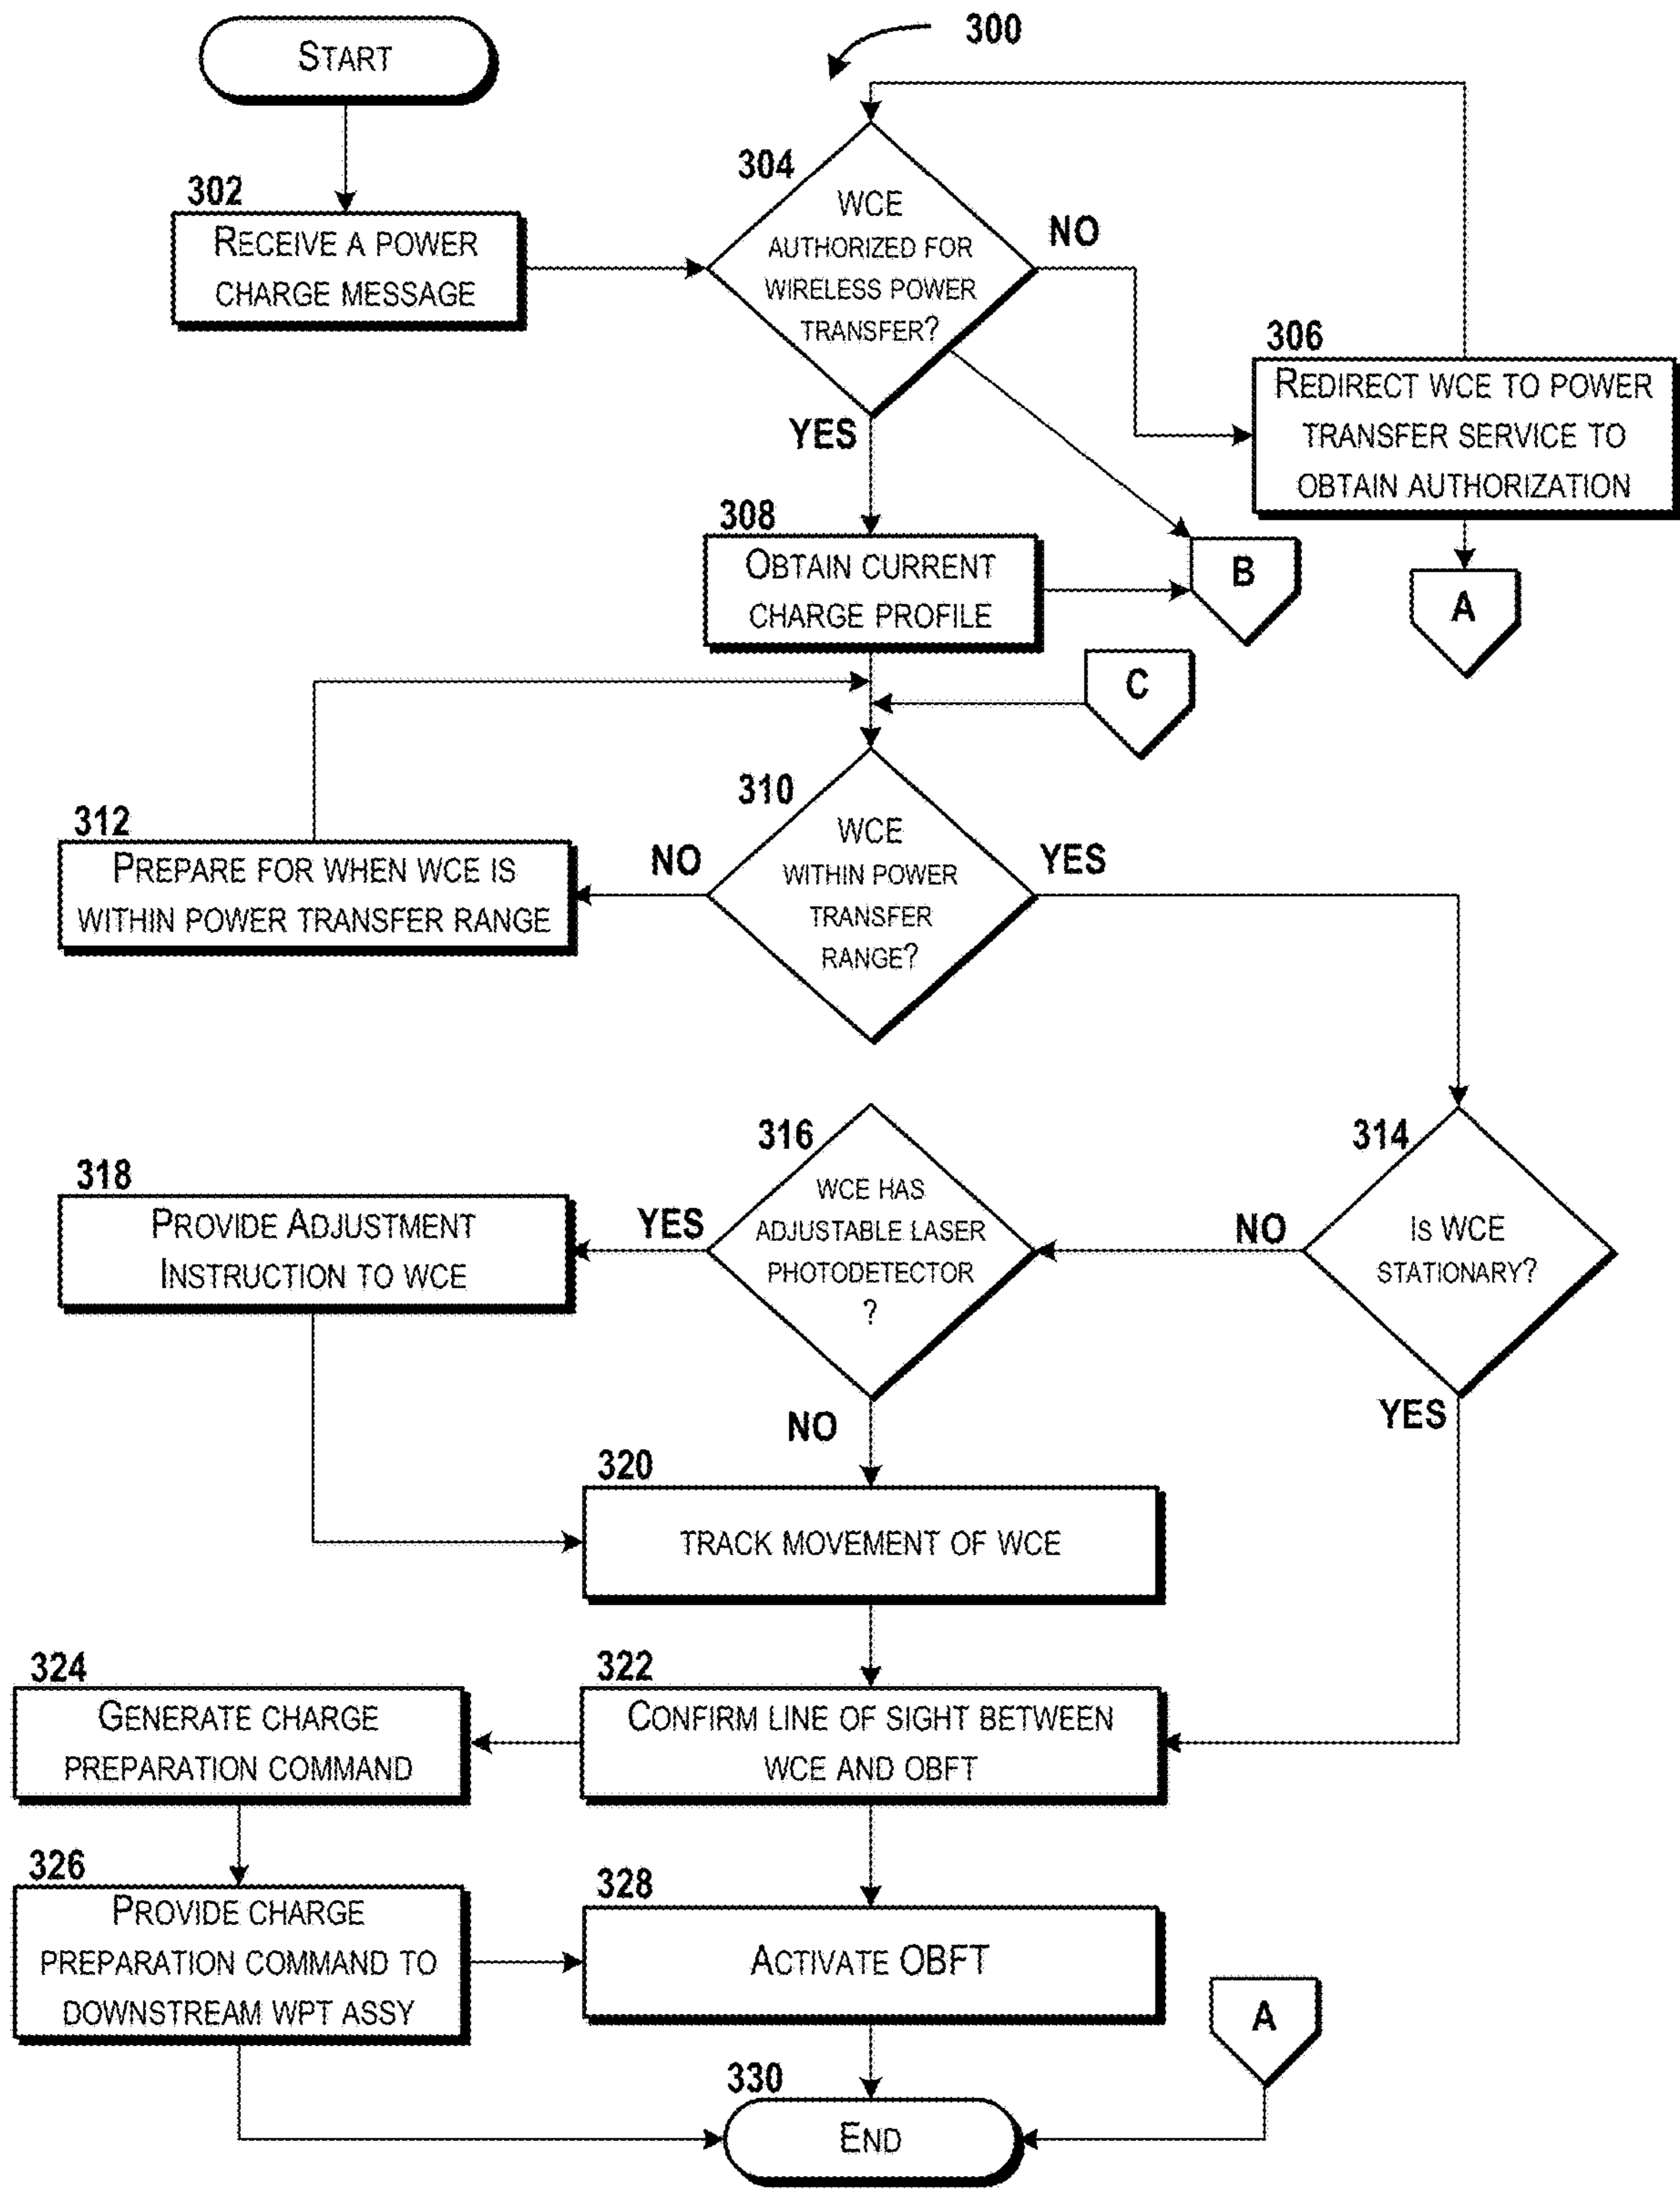 300
START
304
WCE
AUTHORIZED FOR
WIRELESS POWER
TRANSFER?
NO
YES
302
RECEIVE A POWER
CHARGE MESSAGE
306
REDIRECT WCE TO POWER
TRANSFER SERVICE TO
OBTAIN AUTHORIZATION
308
OBTAIN CURRENT
CHARGE PROFILE
B
A
C
310
WCE
WITHIN POWER
TRANSFER
RANGE?
NO
YES
312
PREPARE FOR WHEN WCE IS
WITHIN POWER TRANSFER RANGE
314
IS WCE
STATIONARY?
NO
YES
316
WCE HAS
ADJUSTABLE LASER
PHOTODETECTOR
?
YES
NO
318
PROVIDE ADJUSTMENT
INSTRUCTION TO WCE
320
TRACK MOVEMENT OF WCE
322
CONFIRM LINE OF SIGHT BETWEEN
WCE AND OBFT
324
GENERATE CHARGE
PREPARATION COMMAND
326
PROVIDE CHARGE
PREPARATION COMMAND TO
DOWNSTREAM WPT ASSY
328
ACTIVATE OBFT
A
330
END